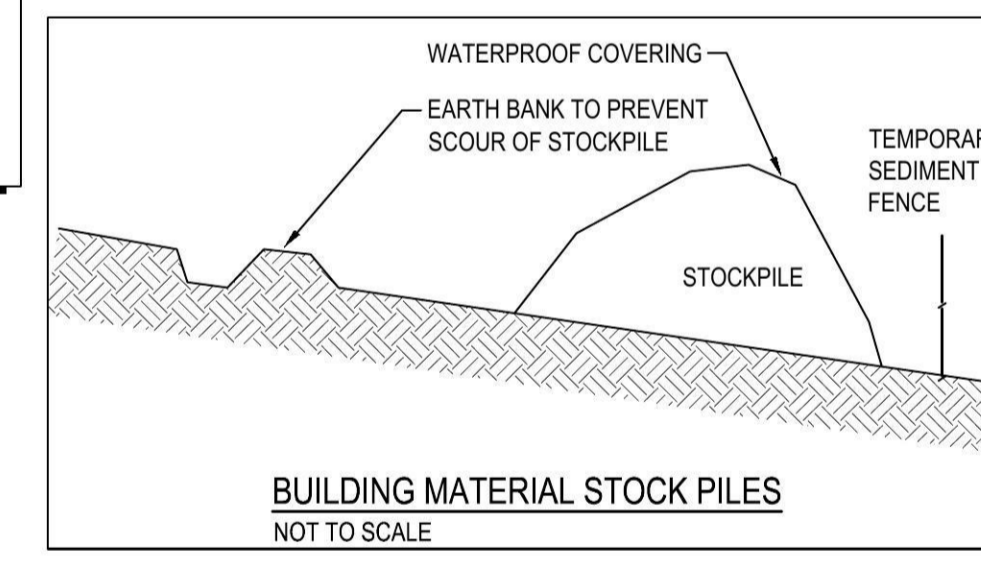 WATERPROOF COVERING
EARTH BANK TO PREVENT
SCOUR OF STOCKPILE
SEDIMENT
FENCE
STOCKPILE
BUILDING MATERIAL STOCK PILES
NOT TO SCALE